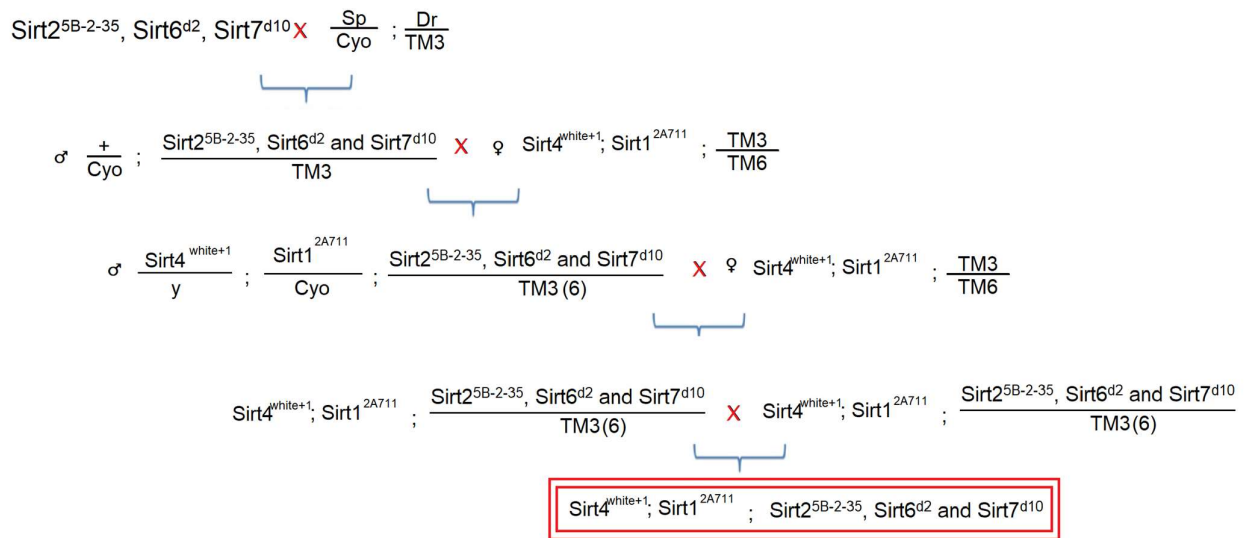 Sirt2^5B-2-35, Sirt6^d2, Sirt7^d10 X Sp/Cyo ; Dr/TM3
♂ +/Cyo ; Sirt2^5B-2-35, Sirt6^d2 and Sirt7^d10/TM3 X ♀ Sirt4^white+1; Sirt1^2A711 ; TM3/TM6
♂ Sirt4^white+1/y ; Sirt1^2A711/Cyo ; Sirt2^5B-2-35, Sirt6^d2 and Sirt7^d10/TM3(6) X ♀ Sirt4^white+1; Sirt1^2A711 ; TM3/TM6
Sirt4^white+1; Sirt1^2A711 ; Sirt2^5B-2-35, Sirt6^d2 and Sirt7^d10/TM3(6) X Sirt4^white+1; Sirt1^2A711 ; Sirt2^5B-2-35, Sirt6^d2 and Sirt7^d10/TM3(6)
Sirt4^white+1; Sirt1^2A711 ; Sirt2^5B-2-35, Sirt6^d2 and Sirt7^d10